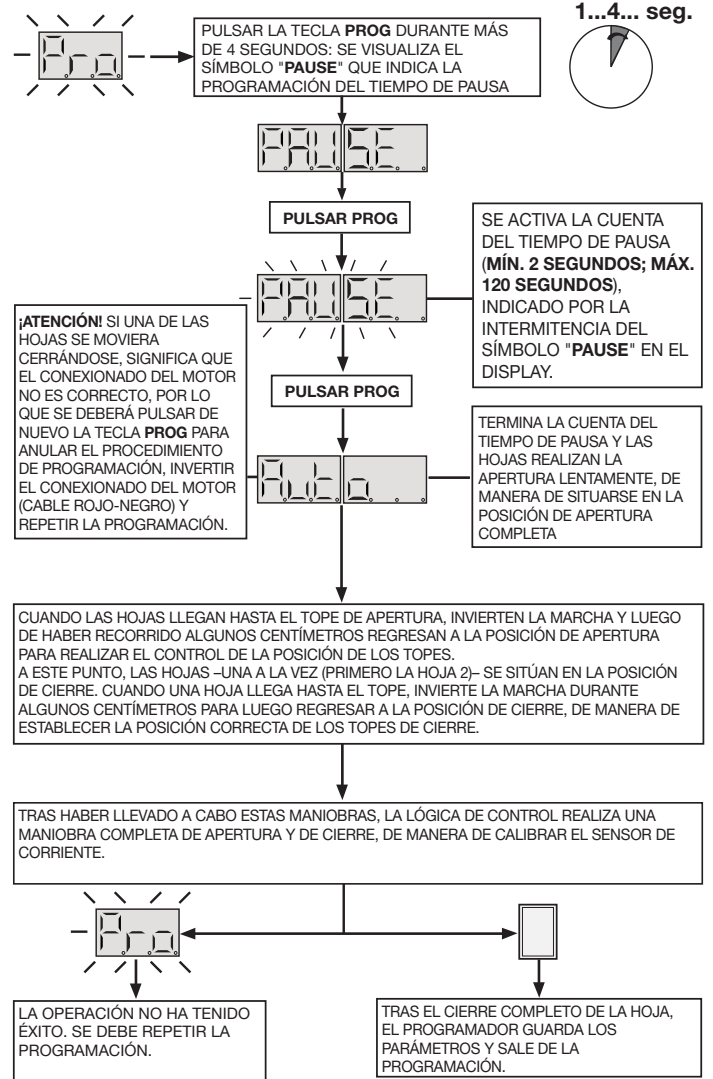 1...4... seg.
Pro
PULSAR LA TECLA PROG DURANTE MÁS
DE 4 SEGUNDOS: SE VISUALIZA EL
SÍMBOLO "PAUSE" QUE INDICA LA
PROGRAMACIÓN DEL TIEMPO DE PAUSA
PAUSE
PULSAR PROG
PAUSE
SE ACTIVA LA CUENTA
DEL TIEMPO DE PAUSA
(MÍN. 2 SEGUNDOS; MÁX.
120 SEGUNDOS),
INDICADO POR LA
INTERMITENCIA DEL
SÍMBOLO "PAUSE" EN EL
DISPLAY.
¡ATENCIÓN! SI UNA DE LAS
HOJAS SE MOVIERA
CERRÁNDOSE, SIGNIFICA QUE
EL CONEXIONADO DEL MOTOR
NO ES CORRECTO, POR LO
QUE SE DEBERÁ PULSAR DE
NUEVO LA TECLA PROG PARA
ANULAR EL PROCEDIMIENTO
DE PROGRAMACIÓN, INVERTIR
EL CONEXIONADO DEL MOTOR
(CABLE ROJO-NEGRO) Y
REPETIR LA PROGRAMACIÓN.
PULSAR PROG
Auto
TERMINA LA CUENTA DEL
TIEMPO DE PAUSA Y LAS
HOJAS REALIZAN LA
APERTURA LENTAMENTE, DE
MANERA DE SITUARSE EN LA
POSICIÓN DE APERTURA
COMPLETA
CUANDO LAS HOJAS LLEGAN HASTA EL TOPE DE APERTURA, INVIERTEN LA MARCHA Y LUEGO
DE HABER RECORRIDO ALGUNOS CENTÍMETROS REGRESAN A LA POSICIÓN DE APERTURA
PARA REALIZAR EL CONTROL DE LA POSICIÓN DE LOS TOPES.
A ESTE PUNTO, LAS HOJAS –UNA A LA VEZ (PRIMERO LA HOJA 2)– SE SITÚAN EN LA POSICIÓN
DE CIERRE. CUANDO UNA HOJA LLEGA HASTA EL TOPE, INVIERTE LA MARCHA DURANTE
ALGUNOS CENTÍMETROS PARA LUEGO REGRESAR A LA POSICIÓN DE CIERRE, DE MANERA DE
ESTABLECER LA POSICIÓN CORRECTA DE LOS TOPES DE CIERRE.
TRAS HABER LLEVADO A CABO ESTAS MANIOBRAS, LA LÓGICA DE CONTROL REALIZA UNA
MANIOBRA COMPLETA DE APERTURA Y DE CIERRE, DE MANERA DE CALIBRAR EL SENSOR DE
CORRIENTE.
Pro
LA OPERACIÓN NO HA TENIDO
ÉXITO. SE DEBE REPETIR LA
PROGRAMACIÓN.
TRAS EL CIERRE COMPLETO DE LA HOJA,
EL PROGRAMADOR GUARDA LOS
PARÁMETROS Y SALE DE LA
PROGRAMACIÓN.